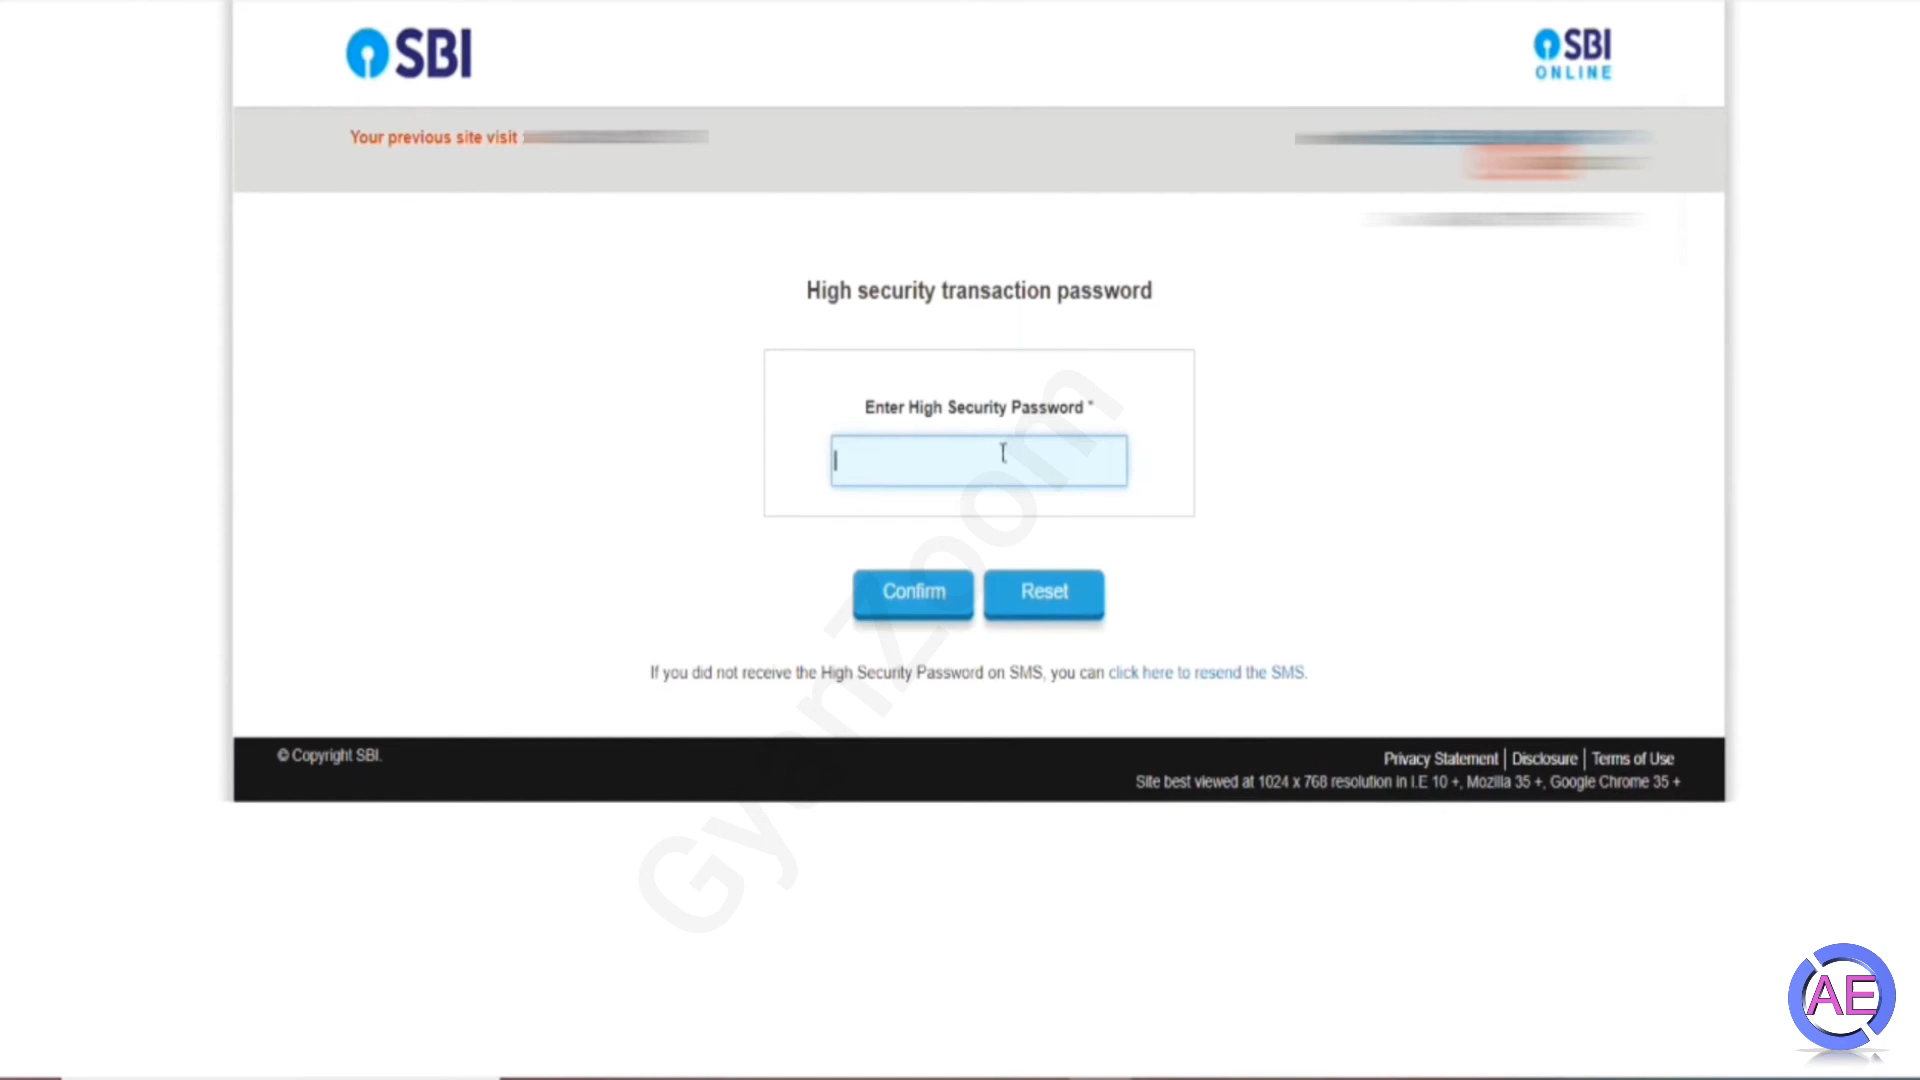 SBI
SBI
ONLINE
Your previous site visit :
High security transaction password
Enter High Security Password *
Confirm Reset
If you did not receive the High Security Password on SMS, you can click here to resend the SMS.
© Copyright SBI.
Privacy Statement | Disclosure | Terms of Use
Site best viewed at 1024 x 768 resolution in I.E 10 +, Mozilla 35 +, Google Chrome 35 +
GyanZoom
AE